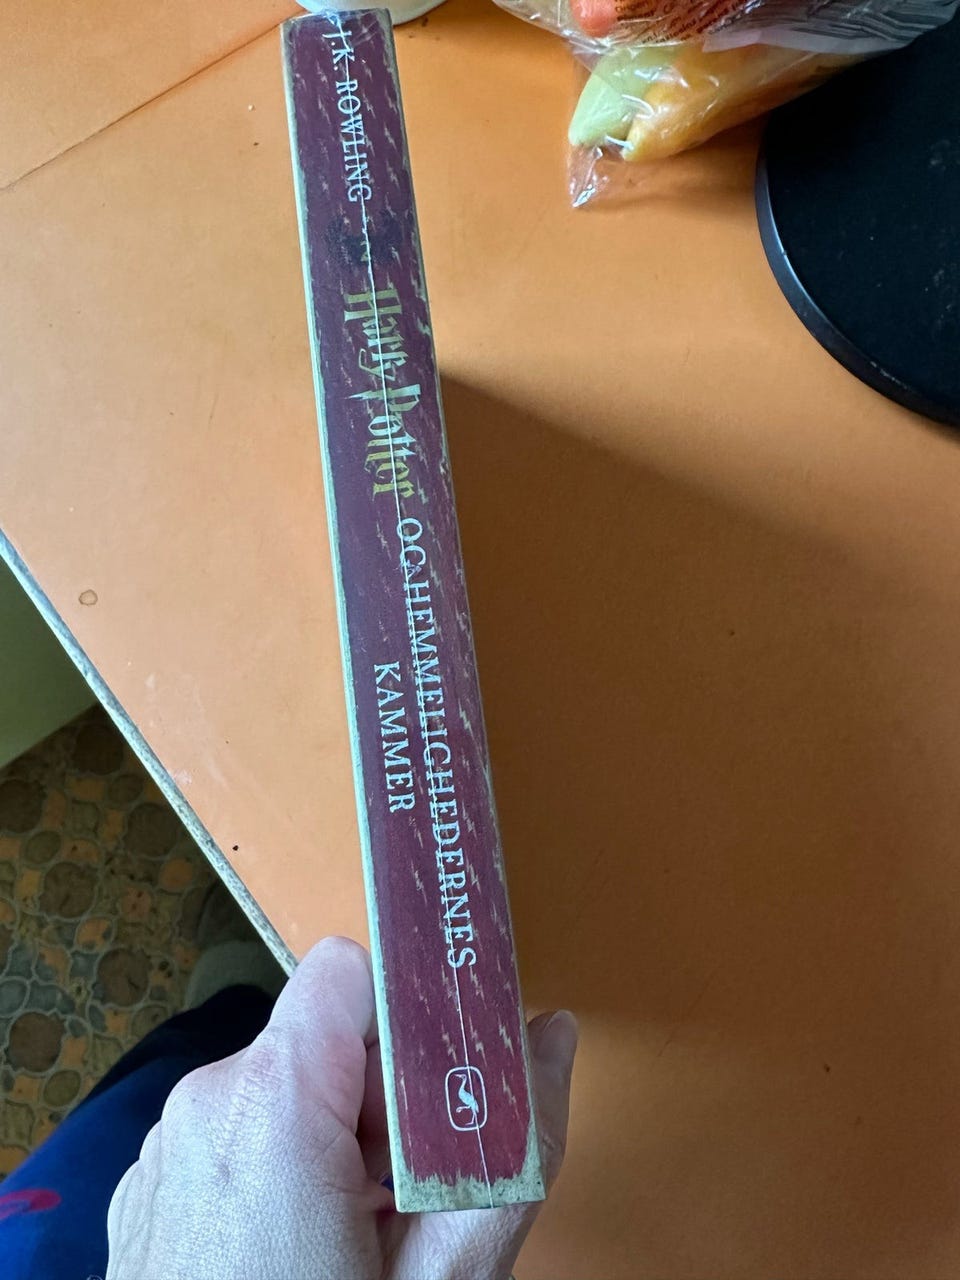 J.K. ROWLING
Harry Potter
OG HEMMELIGHEDERNES
KAMMER